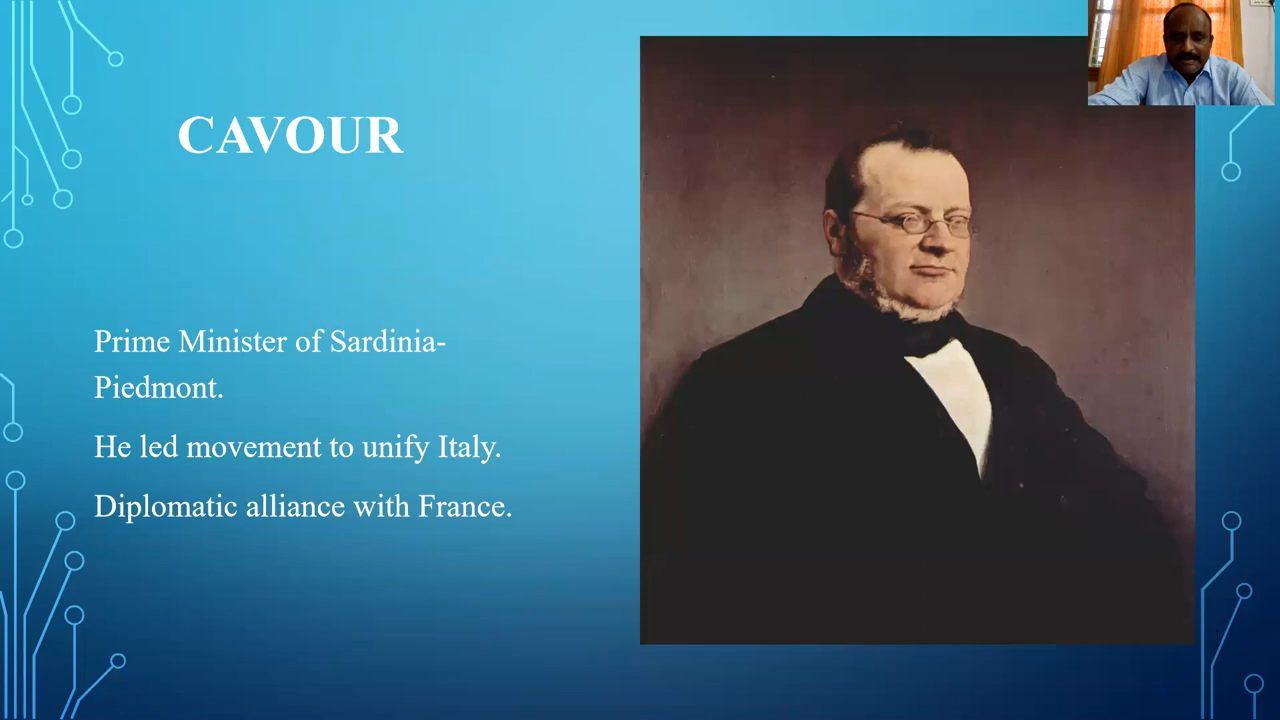 CAVOUR
Prime Minister of Sardinia-
Piedmont.
He led movement to unify Italy.
Diplomatic alliance with France.